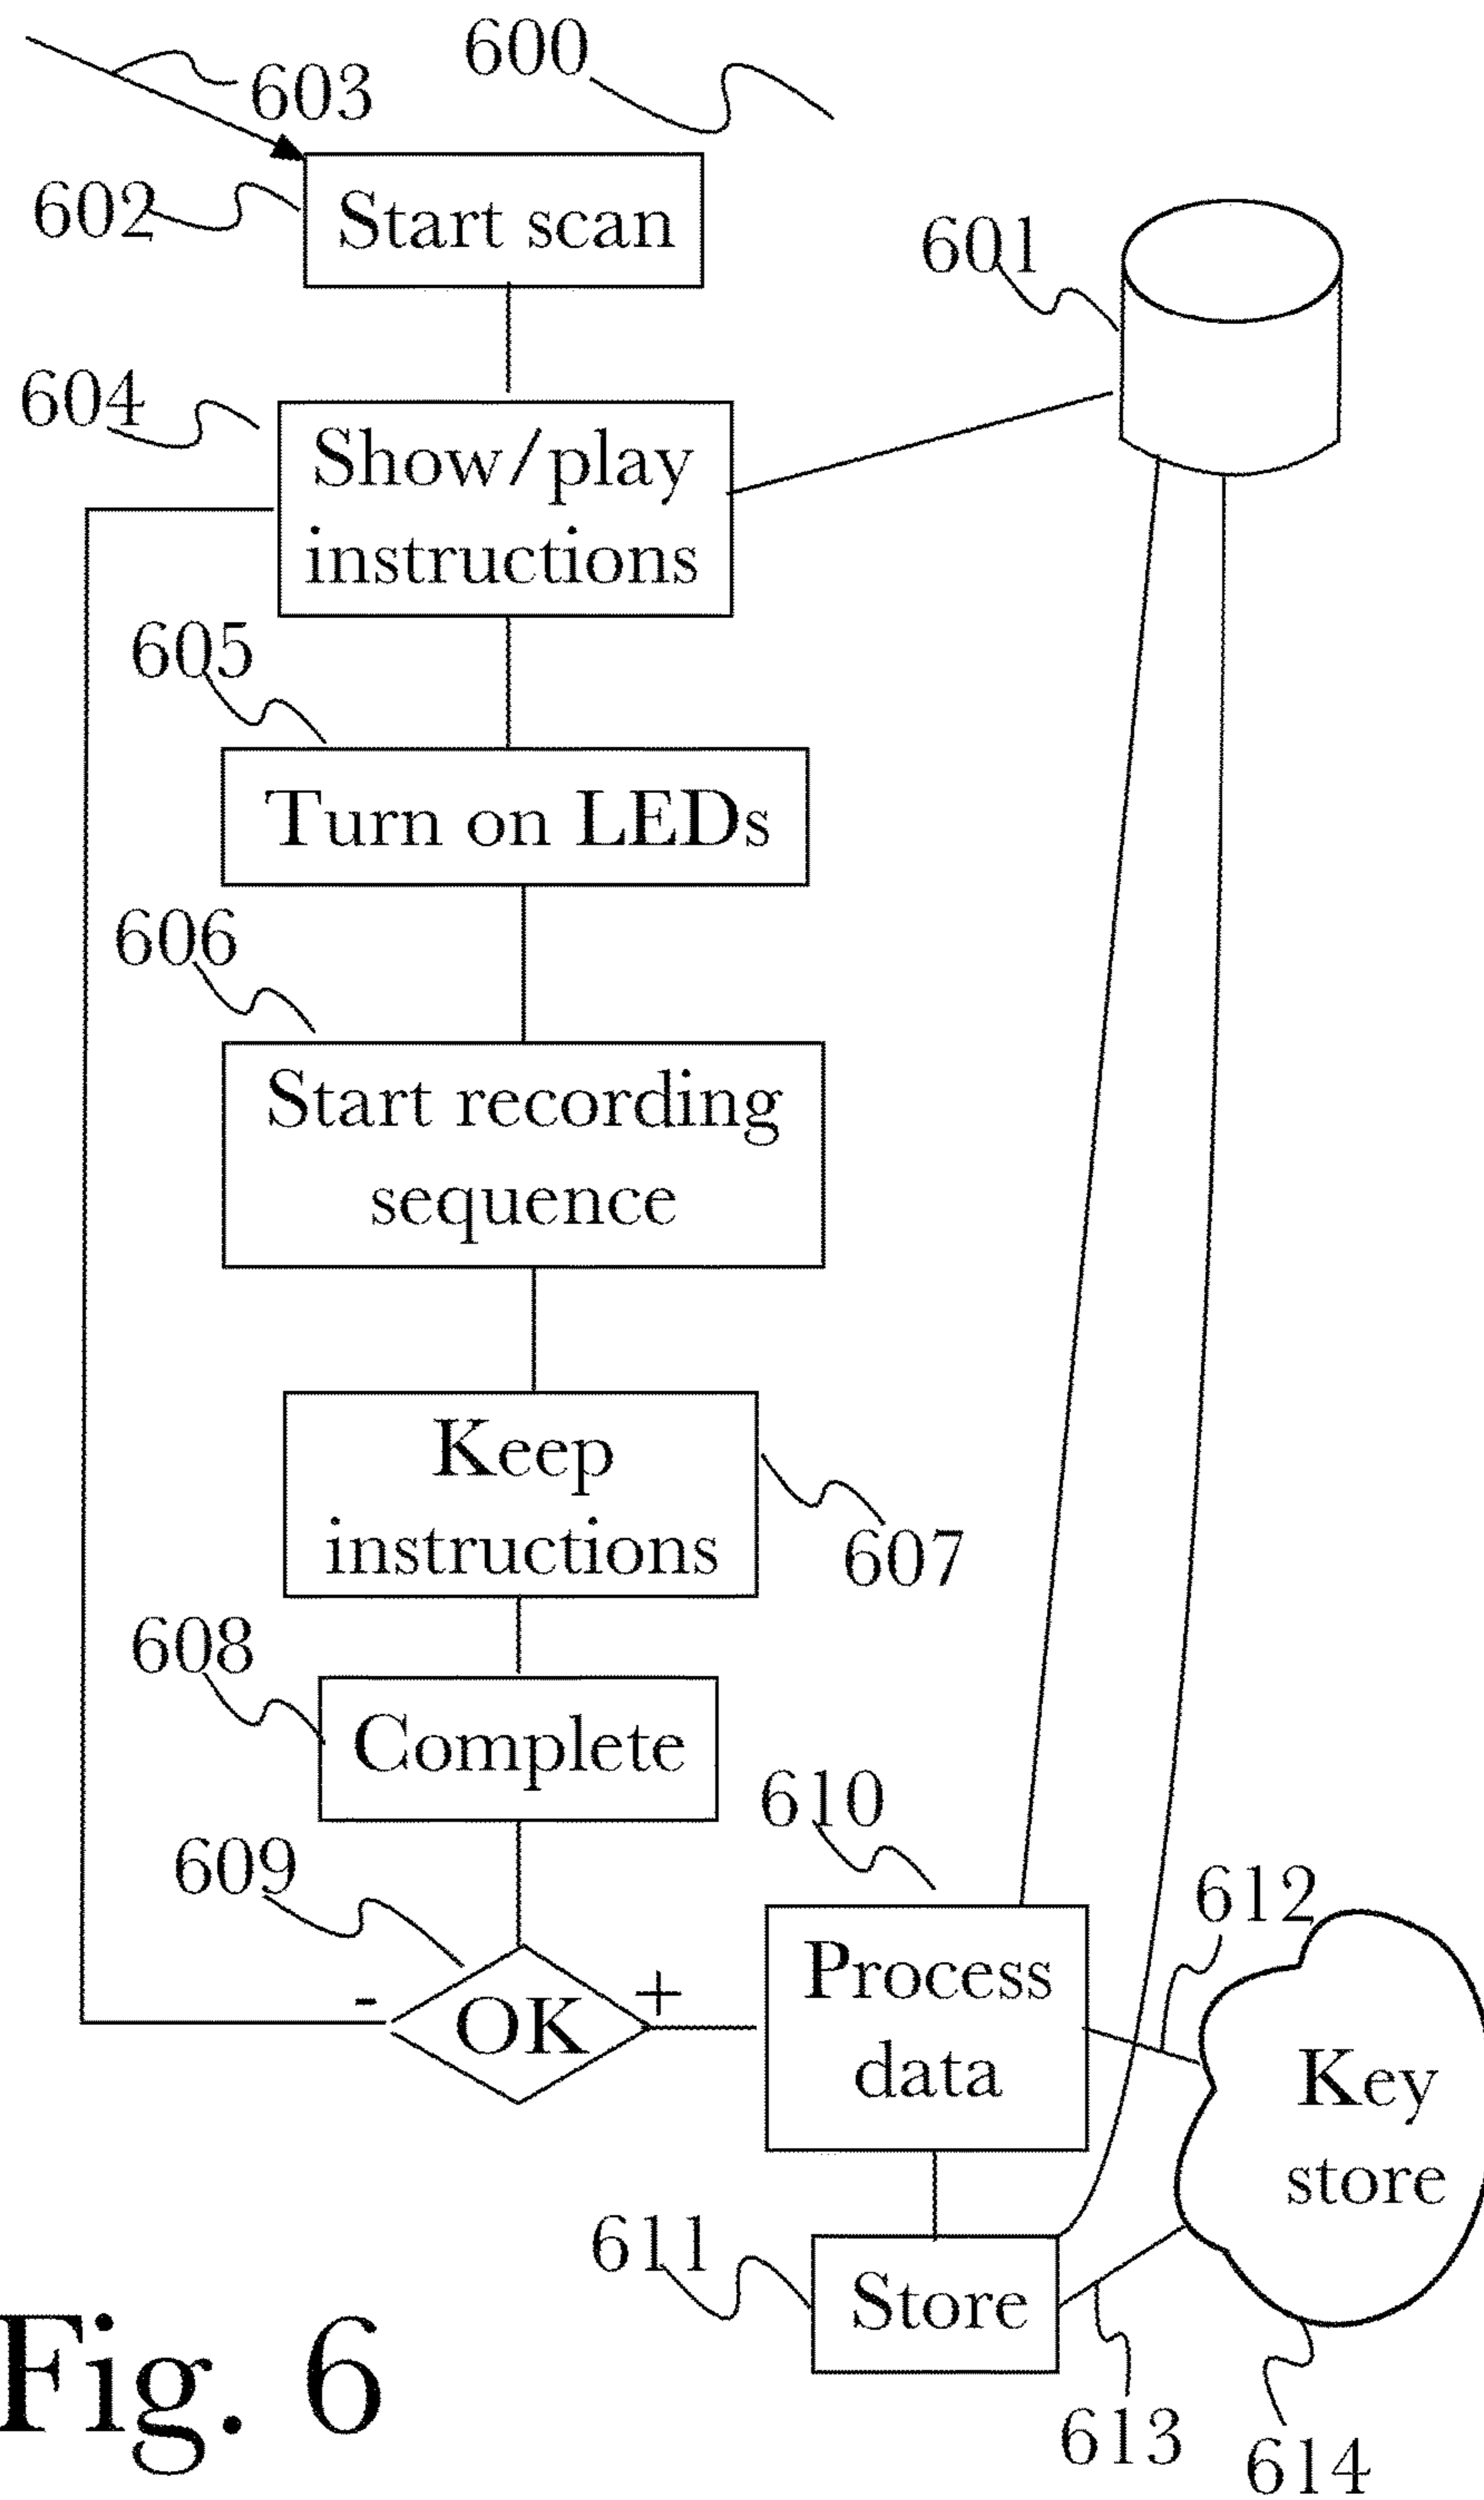 600
603
602
Start scan
601
604
Show/play
instructions
605
Turn on LEDs
606
Start recording
sequence
Keep
instructions
607
608
Complete
610
609
612
-
OK
+
Process
data
Key
store
611
Store
Fig. 6
613
614